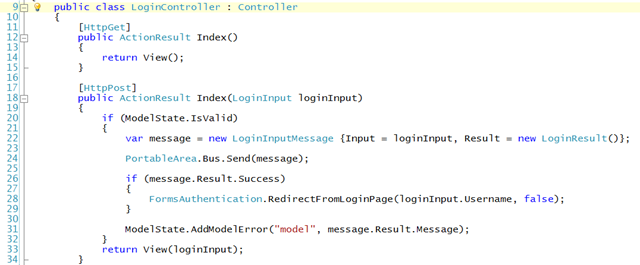 9 public class LoginController : Controller
10 {
11     [HttpGet]
12     public ActionResult Index()
13     {
14         return View();
15     }
16
17     [HttpPost]
18     public ActionResult Index(LoginInput loginInput)
19     {
20         if (ModelState.IsValid)
21         {
22             var message = new LoginInputMessage {Input = loginInput, Result = new LoginResult()};
23
24             PortableArea.Bus.Send(message);
25
26             if (message.Result.Success)
27             {
28                 FormsAuthentication.RedirectFromLoginPage(loginInput.Username, false);
29             }
30
31             ModelState.AddModelError("model", message.Result.Message);
32         }
33         return View(loginInput);
34     }